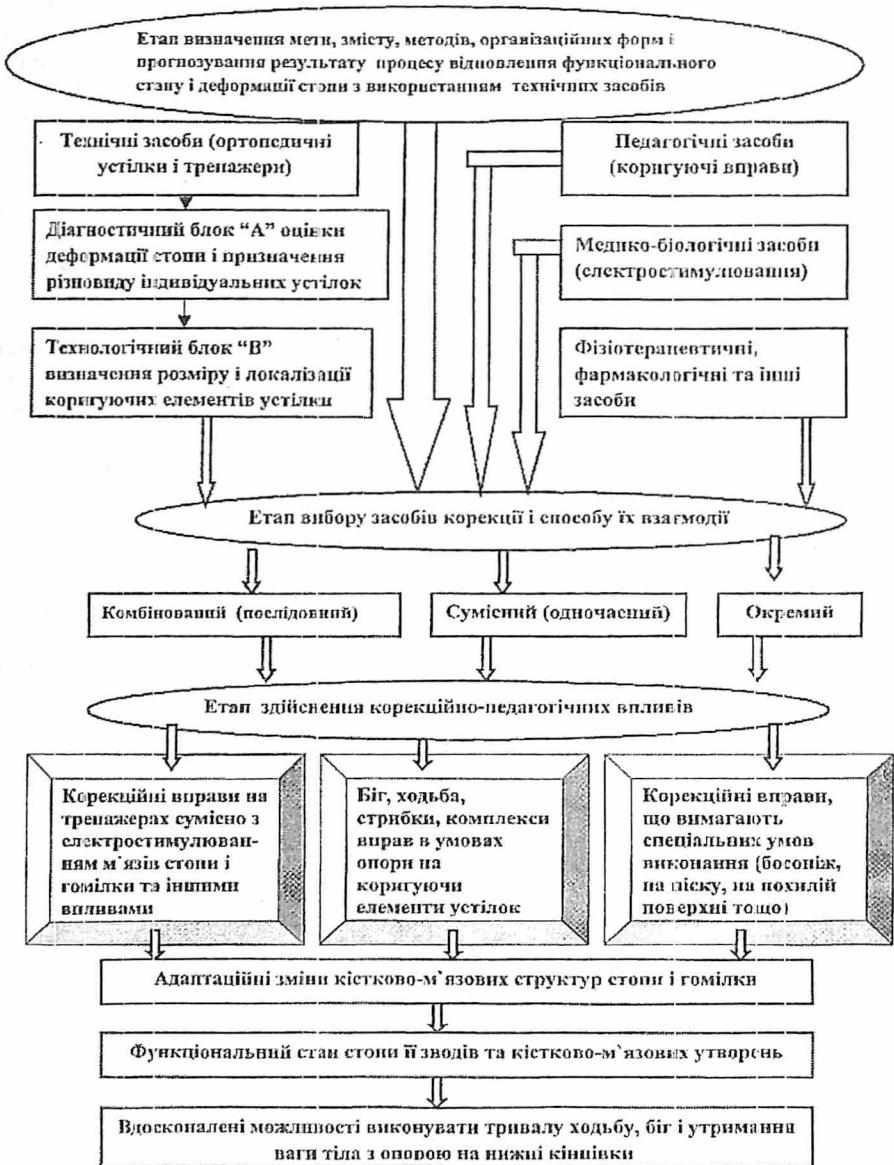 Етап визначення мети, змісту, методів, організаційних форм і
прогнозування результату процесу відновлення функціонального
стану і деформації стопи з використанням технічних засобів
Технічні засоби (ортопедичні
устілки і тренажери)
Педагогічні засоби
(коригуючі вправи)
Діагностичний блок “А” оцінки
деформації стопи і призначення
різновиду індивідуальних устілок
Медико-біологічні засоби
(електростимулювання)
Технологічний блок “В”
визначення розміру і локалізації
коригуючих елементів устілки
Фізіотерапевтичні,
фармакологічні та інші
засоби
Етап вибору засобів корекції і способу їх взаємодії
Комбінований (послідовний)
Сумісний (одночасний)
Окремий
Етап здійснення корекційно-педагогічних впливів
Корекційні вправи на
тренажерах сумісно з
електростимулюван-
ням м`язів стопи і
гомілки та іншими
впливами
Біг, ходьба,
стрибки, комплекси
вправ в умовах
опори на
коригуючи
елементи устілок
Корекційні вправи,
що вимагають
спеціальних умов
виконання (босоніж,
на піску, на похилій
поверхні тощо)
Адаптаційні зміни кістково-м`язових структур стопи і гомілки
Функціональний стан стопи її зводів та кістково-м`язових утворень
Вдосконалені можливості виконувати тривалу ходьбу, біг і утримання
ваги тіла з опорою на нижні кінцівки